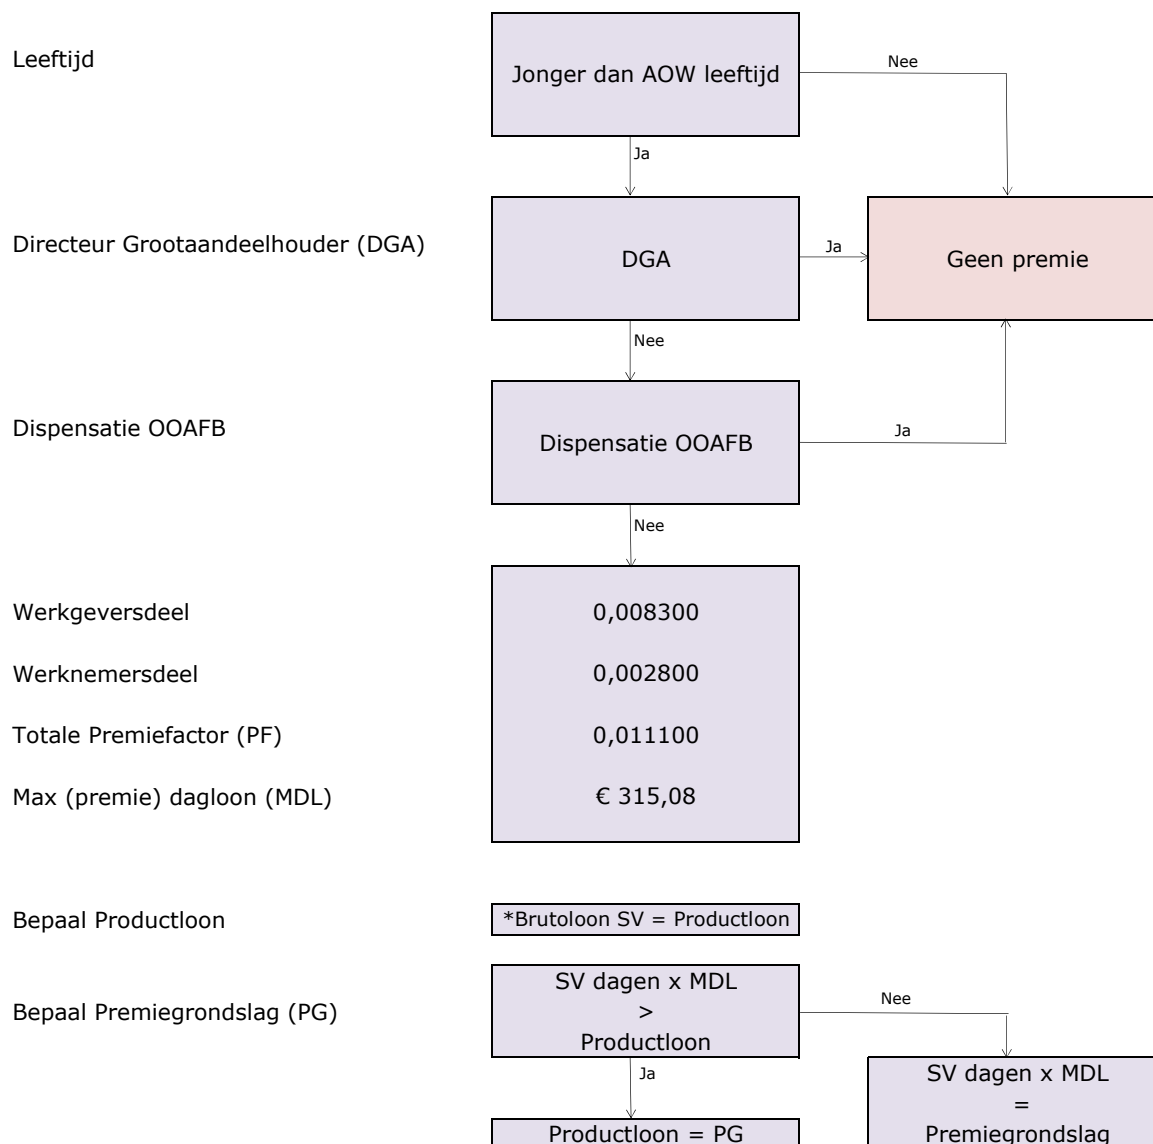 Leeftijd
Jonger dan AOW leeftijd
Nee
Ja
Directeur Grootaandeelhouder (DGA)
DGA
Ja
Geen premie
Nee
Dispensatie OOAFB
Dispensatie OOAFB
Ja
Nee
Werkgeversdeel
0,008300
Werknemersdeel
0,002800
Totale Premiefactor (PF)
0,011100
Max (premie) dagloon (MDL)
€ 315,08
Bepaal Productloon
*Brutoloon SV = Productloon
Bepaal Premiegrondslag (PG)
SV dagen x MDL
>
Productloon
Nee
Ja
SV dagen x MDL
=
Premiegrondslag
Productloon = PG